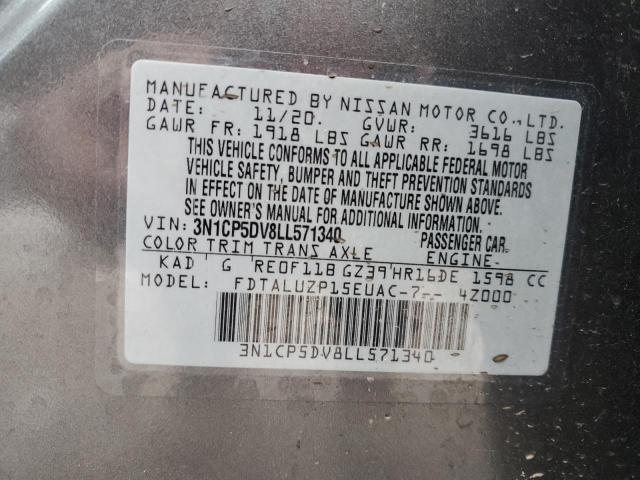 MANUFACTURED BY NISSAN MOTOR CO.,LTD.
DATE: 11/20. GVWR: 3616 LBS
GAWR FR: 1918 LBS GAWR RR: 1698 LBS
THIS VEHICLE CONFORMS TO ALL APPLICABLE FEDERAL MOTOR
VEHICLE SAFETY, BUMPER AND THEFT PREVENTION STANDARDS
IN EFFECT ON THE DATE OF MANUFACTURE SHOWN ABOVE.
SEE OWNER'S MANUAL FOR ADDITIONAL INFORMATION.
VIN: 3N1CP5DV8LL571340 PASSENGER CAR
COLOR TRIM TRANS AXLE ENGINE
KAD G RE0F11B GZ39 HR16DE 1598 CC
MODEL: FDTALUZP15EUAC-7-- 4Z000
3N1CP5DV8LL571340